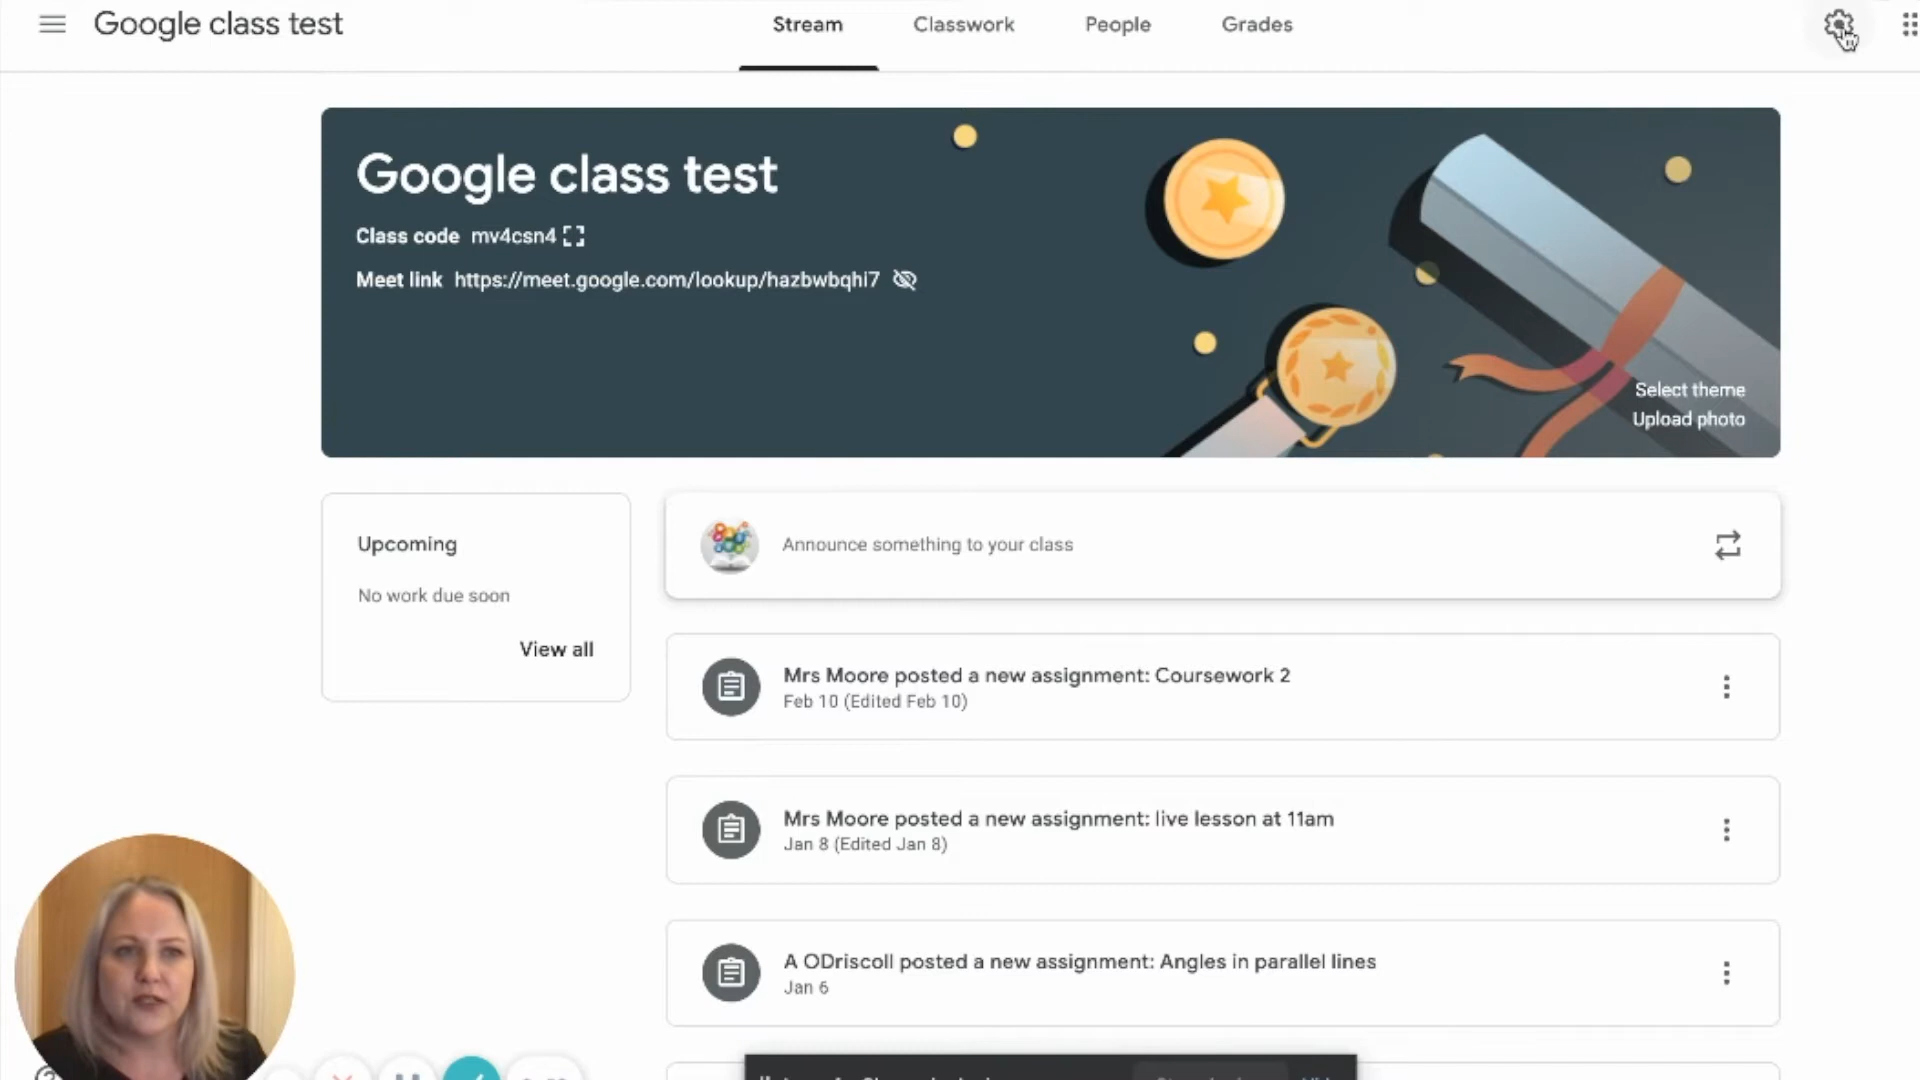 Google class test
Stream
Classwork
People
Grades
Google class test
Class code mv4csn4
Meet link https://meet.google.com/lookup/hazbwbqhi7
Select theme
Upload photo
Upcoming
No work due soon
View all
Announce something to your class
Mrs Moore posted a new assignment: Coursework 2
Feb 10 (Edited Feb 10)
Mrs Moore posted a new assignment: live lesson at 11am
Jan 8 (Edited Jan 8)
A ODriscoll posted a new assignment: Angles in parallel lines
Jan 6